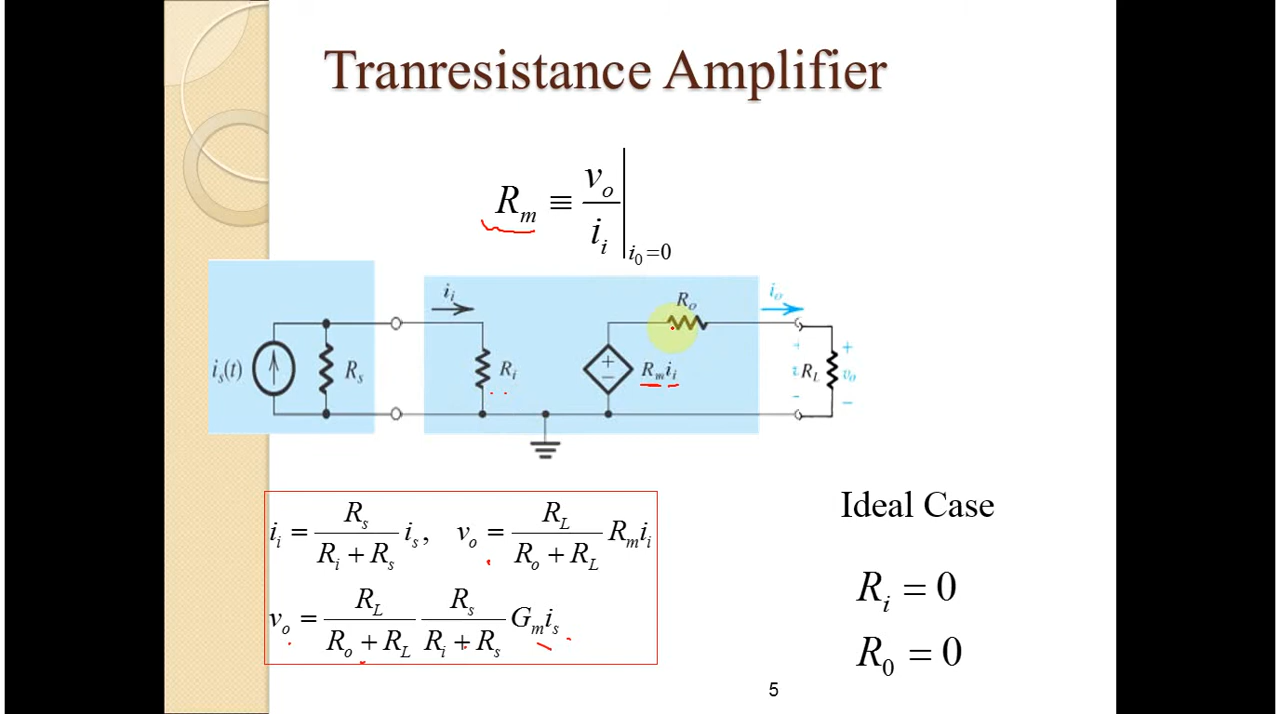 Tranresistance Amplifier
R_m ≡ v_o / i_i |_{i_0=0}
i_i
R_o
i_o
i_s(t)
R_s
R_i
R_m i_i
+
−
+
R_L
v_o
−
i_i = R_s / (R_i + R_s) i_s, v_o = R_L / (R_o + R_L) R_m i_i
v_o = R_L / (R_o + R_L) R_s / (R_i + R_s) G_m i_s
Ideal Case
R_i = 0
R_0 = 0
5